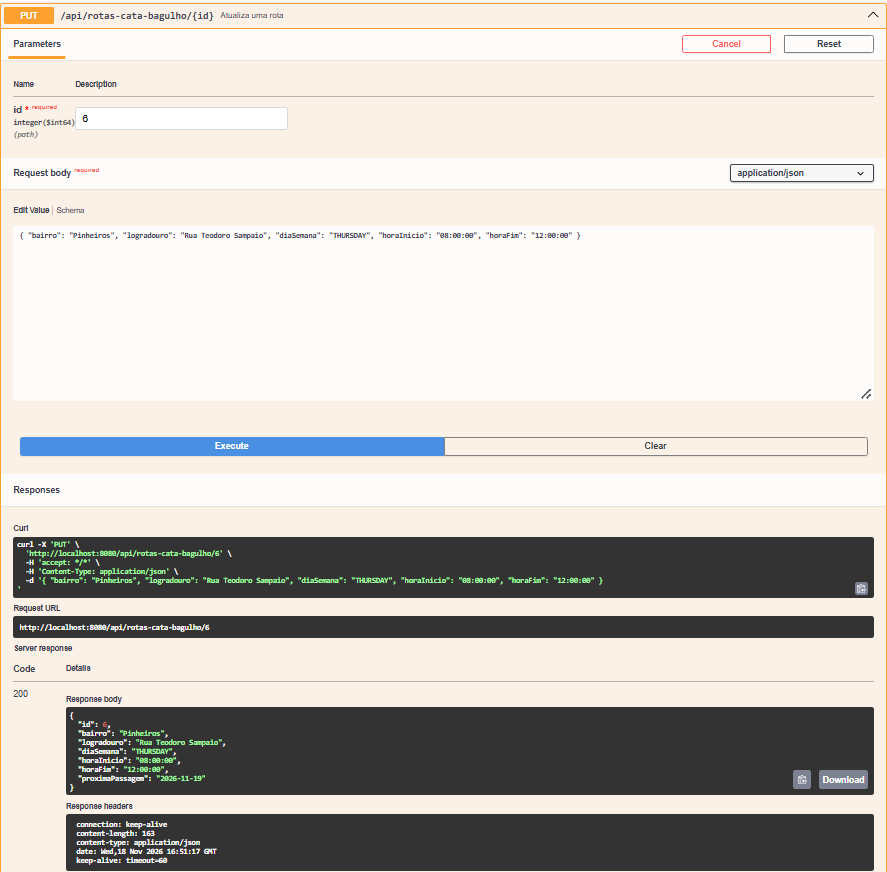 PUT /api/rotas-cata-bagulho/{id} Atualiza uma rota
Parameters Cancel Reset
Name Description
id * required
integer($int64) 6
(path)
Request body required application/json
Edit Value | Schema
{ "bairro": "Pinheiros", "logradouro": "Rua Teodoro Sampaio", "diaSemana": "THURSDAY", "horaInicio": "08:00:00", "horaFim": "12:00:00" }
Execute Clear
Responses
Curl
curl -X 'PUT' \
'http://localhost:8080/api/rotas-cata-bagulho/6' \
-H 'accept: */*' \
-H 'Content-Type: application/json' \
-d '{ "bairro": "Pinheiros", "logradouro": "Rua Teodoro Sampaio", "diaSemana": "THURSDAY", "horaInicio": "08:00:00", "horaFim": "12:00:00" }
'
Request URL
http://localhost:8080/api/rotas-cata-bagulho/6
Server response
Code Details
200
Response body
{
"id": 6,
"bairro": "Pinheiros",
"logradouro": "Rua Teodoro Sampaio",
"diaSemana": "THURSDAY",
"horaInicio": "08:00:00",
"horaFim": "12:00:00",
"proximaPassagem": "2026-11-19"
}
Download
Response headers
connection: keep-alive
content-length: 163
content-type: application/json
date: Wed,18 Nov 2026 16:51:17 GMT
keep-alive: timeout=60